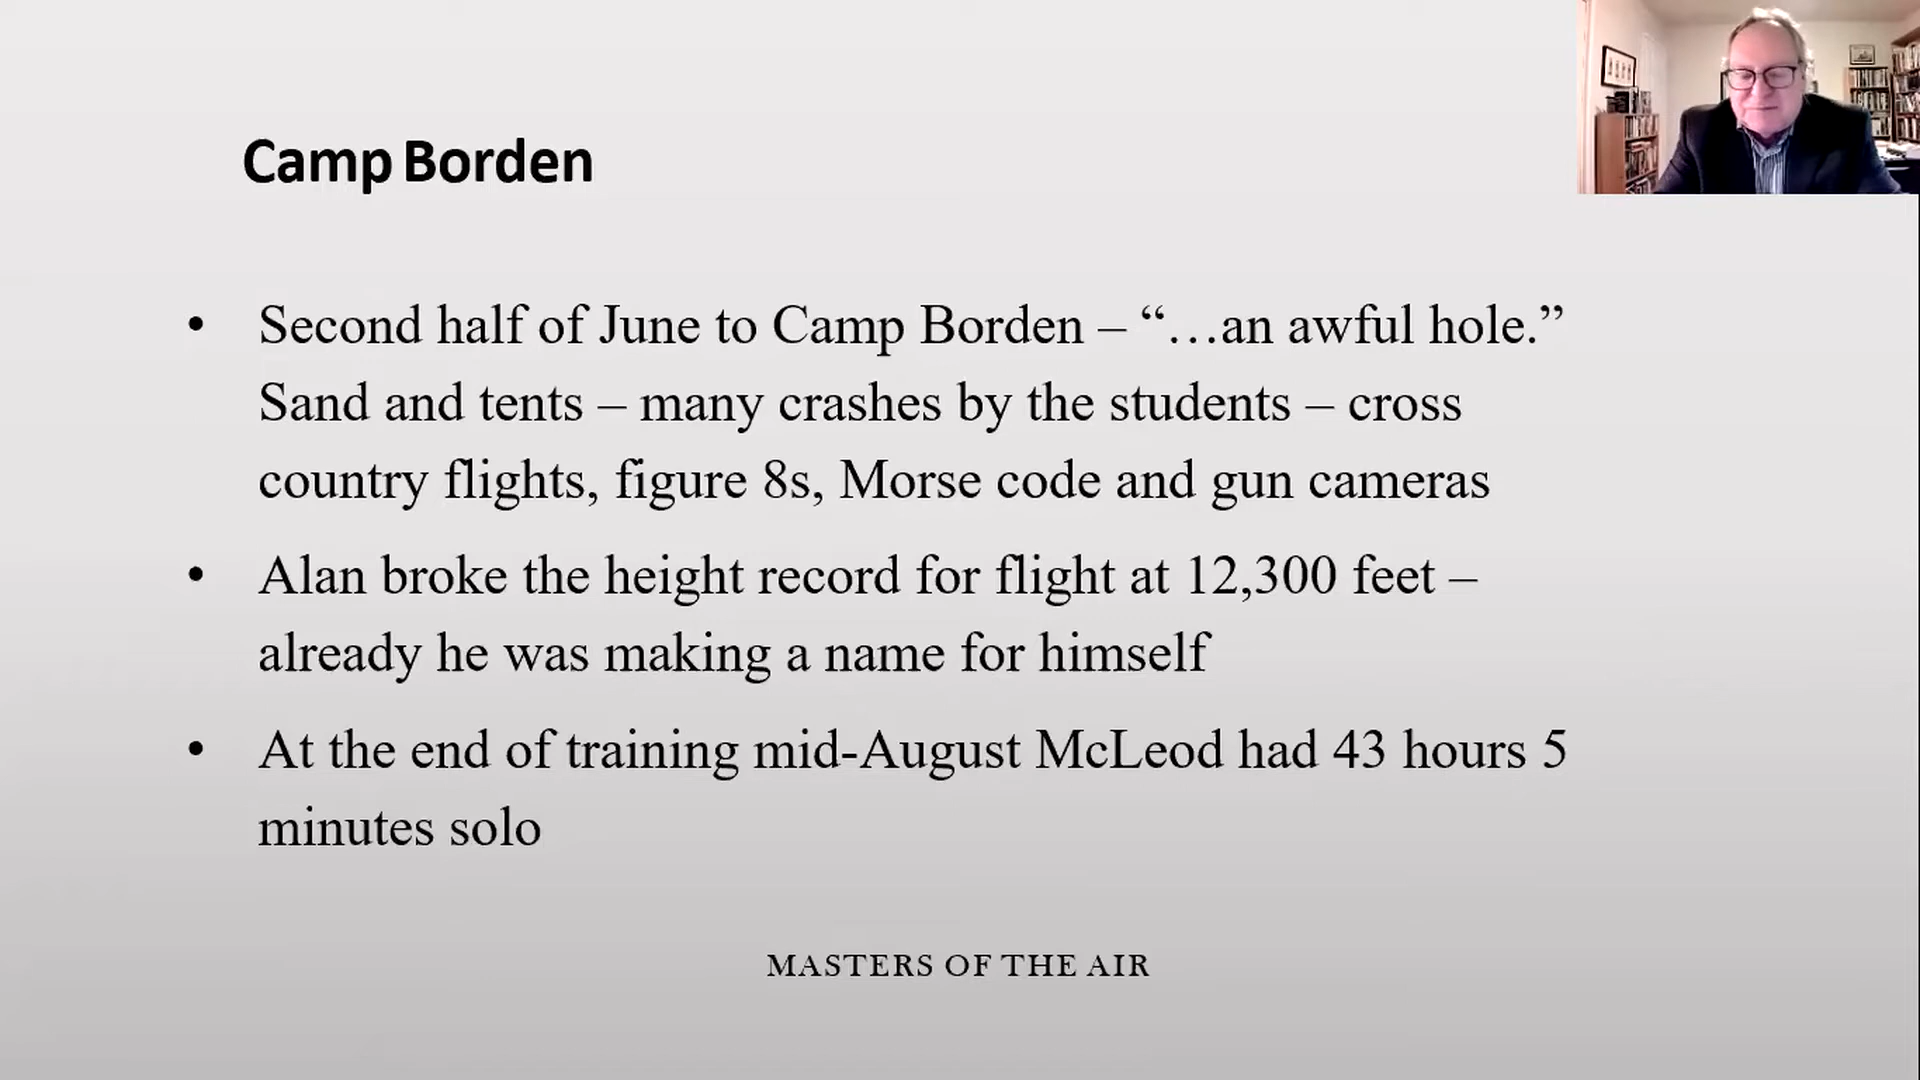 Camp Borden
• Second half of June to Camp Borden – “…an awful hole.”
Sand and tents – many crashes by the students – cross
country flights, figure 8s, Morse code and gun cameras
• Alan broke the height record for flight at 12,300 feet –
already he was making a name for himself
• At the end of training mid-August McLeod had 43 hours 5
minutes solo
MASTERS OF THE AIR